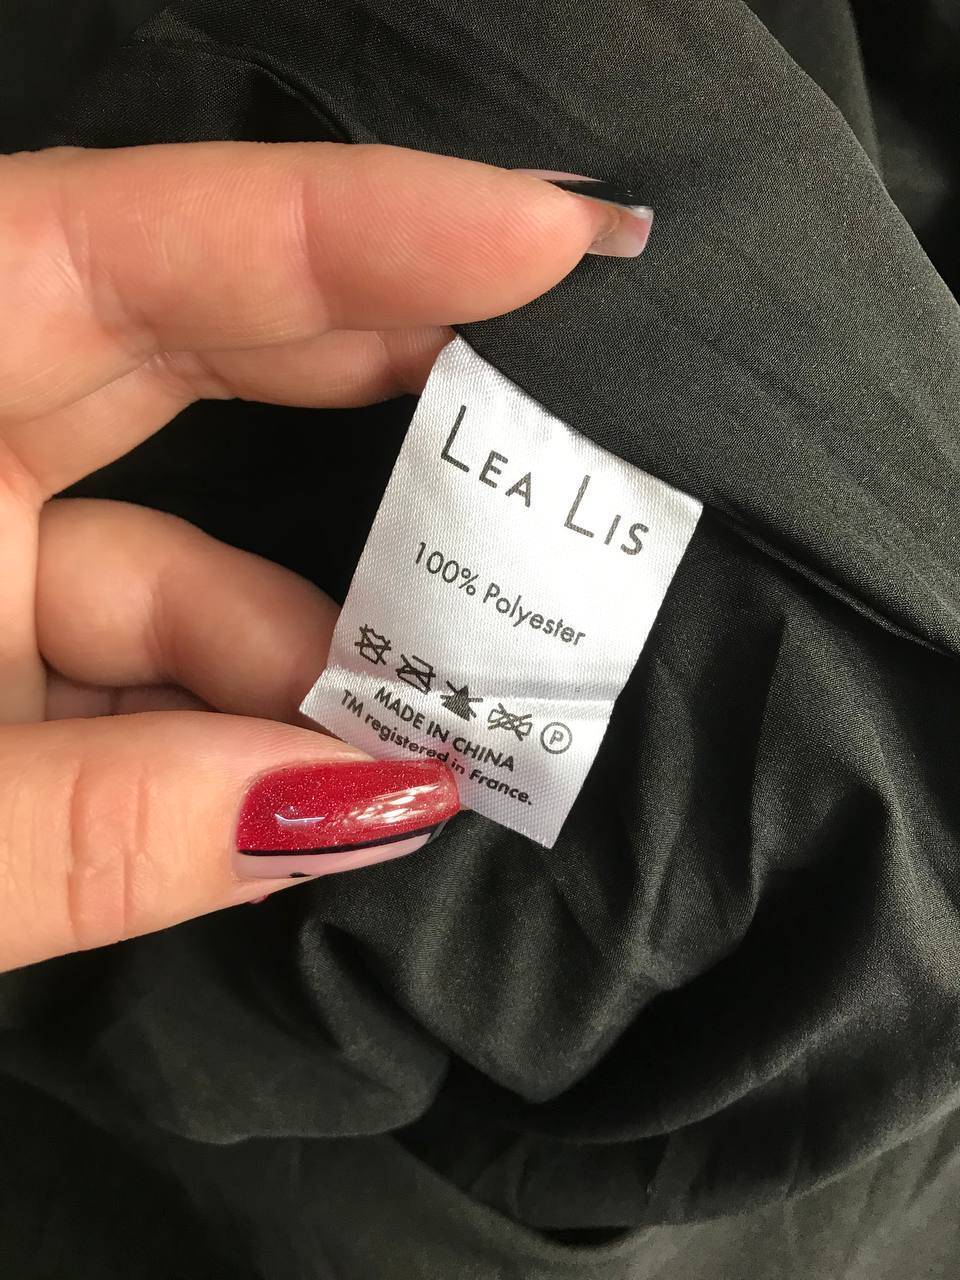 LEA LIS
100% Polyester
P
MADE IN CHINA
TM registered in France.